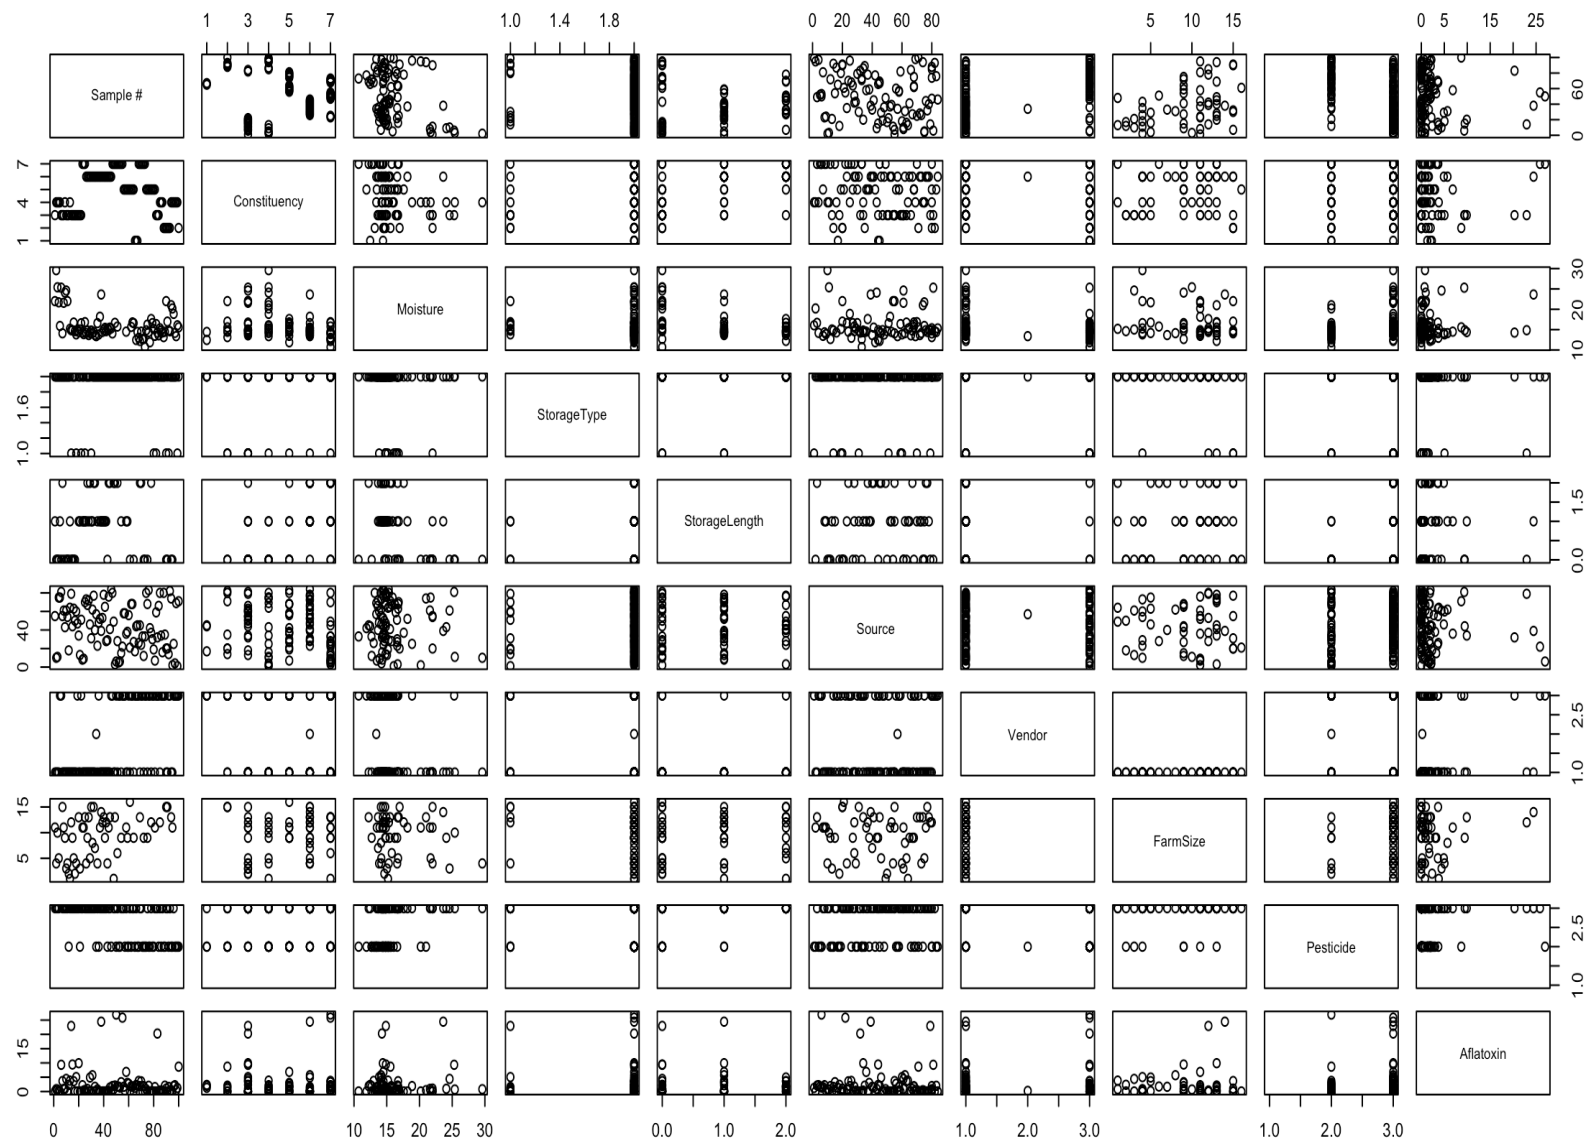 1 3 5 7 1.0 1.4 1.8 0 20 40 60 80 5 10 15 0 5 15 25
Sample # 0 60
1 4 7 Constituency
Moisture 10 20 30
1.0 1.6 StorageType
StorageLength 0.0 1.5
0 40 Source
Vendor 1.0 2.5
5 15 FarmSize
Pesticide 1.0 2.5
0 15 Aflatoxin
0 40 80 10 15 20 25 30 0.0 1.0 2.0 1.0 2.0 3.0 1.0 2.0 3.0